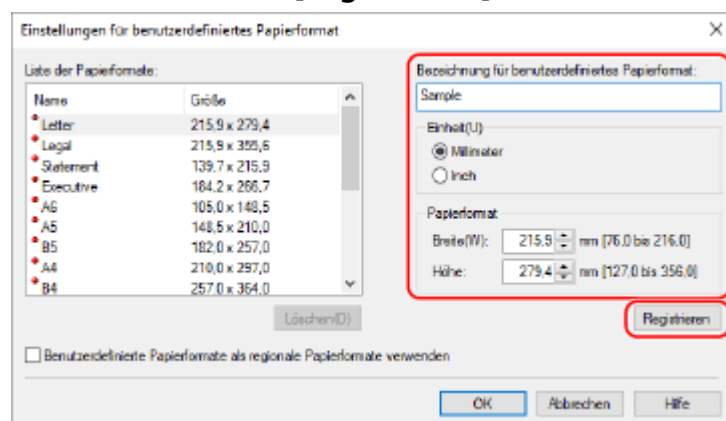 Einstellungen für benutzerdefiniertes Papierformat
Liste der Papierformate:
Name Größe
Letter 215,9 x 279,4
Legal 215,9 x 355,6
Statement 139,7 x 215,9
Executive 184,2 x 266,7
A6 105,0 x 148,5
A5 148,5 x 210,0
B5 182,0 x 257,0
A4 210,0 x 297,0
B4 257,0 x 364,0
Löschen(D)
Bezeichnung für benutzerdefiniertes Papierformat:
Sample
Einheit(U)
Millimeter
Inch
Papierformat
Breite(W): 215,9 mm [76,0 bis 216,0]
Höhe: 279,4 mm [127,0 bis 356,0]
Registrieren
Benutzerdefinierte Papierformate als regionale Papierformate verwenden
OK Abbrechen Hilfe